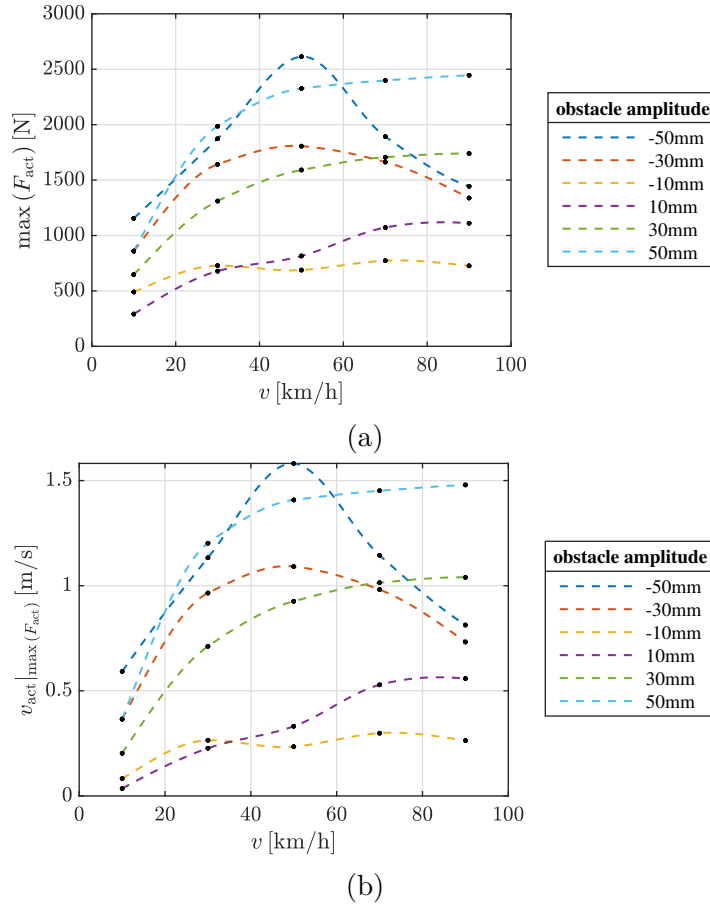 3000
2500
2000
1500
1000
500
0
max (F_act) [N]
0 20 40 60 80 100
v [km/h]
obstacle amplitude
-50mm
-30mm
-10mm
10mm
30mm
50mm
(a)
1.5
1
0.5
0
v_act|max (F_act) [m/s]
0 20 40 60 80 100
v [km/h]
obstacle amplitude
-50mm
-30mm
-10mm
10mm
30mm
50mm
(b)